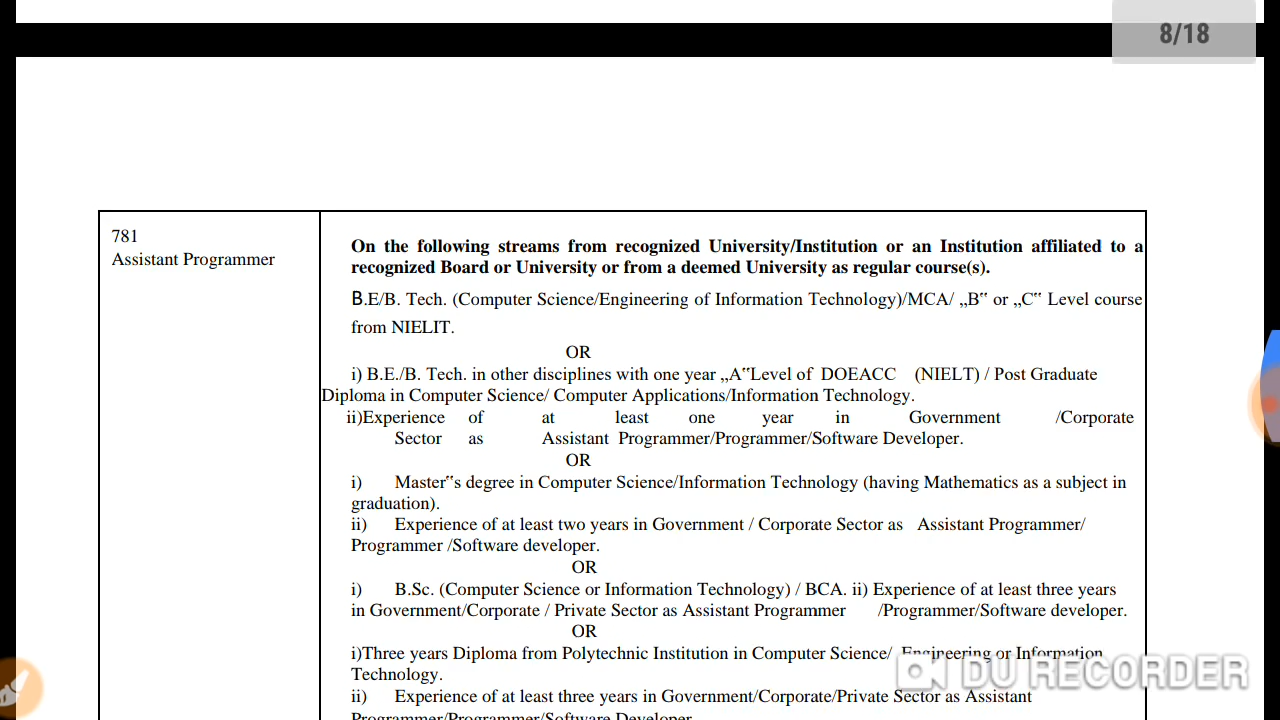 8/18
781
Assistant Programmer
On the following streams from recognized University/Institution or an Institution affiliated to a
recognized Board or University or from a deemed University as regular course(s).
B.E/B. Tech. (Computer Science/Engineering of Information Technology)/MCA/ „B‟ or „C‟ Level course
from NIELIT.
OR
i) B.E./B. Tech. in other disciplines with one year „A‟Level of DOEACC (NIELT) / Post Graduate
Diploma in Computer Science/ Computer Applications/Information Technology.
ii)Experience of at least one year in Government /Corporate
Sector as Assistant Programmer/Programmer/Software Developer.
OR
i) Master‟s degree in Computer Science/Information Technology (having Mathematics as a subject in
graduation).
ii) Experience of at least two years in Government / Corporate Sector as Assistant Programmer/
Programmer /Software developer.
OR
i) B.Sc. (Computer Science or Information Technology) / BCA. ii) Experience of at least three years
in Government/Corporate / Private Sector as Assistant Programmer /Programmer/Software developer.
OR
i)Three years Diploma from Polytechnic Institution in Computer Science/ Engineering or Information
Technology.
ii) Experience of at least three years in Government/Corporate/Private Sector as Assistant
Programmer/Programmer/Software Developer
DU RECORDER